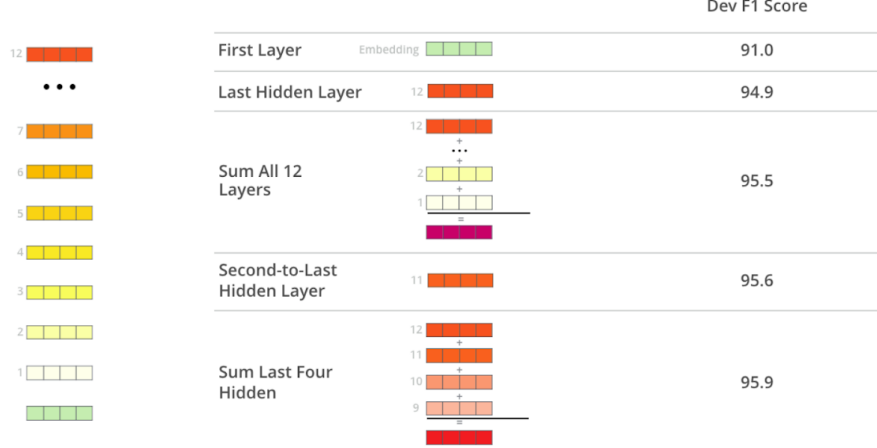 Dev F1 Score
12
• • •
7
6
5
4
3
2
1
First Layer
Embedding
91.0
Last Hidden Layer
12
94.9
Sum All 12
Layers
12
+
...
+
2
+
1
=
95.5
Second-to-Last
Hidden Layer
11
95.6
Sum Last Four
Hidden
12
+
11
+
10
+
9
=
95.9